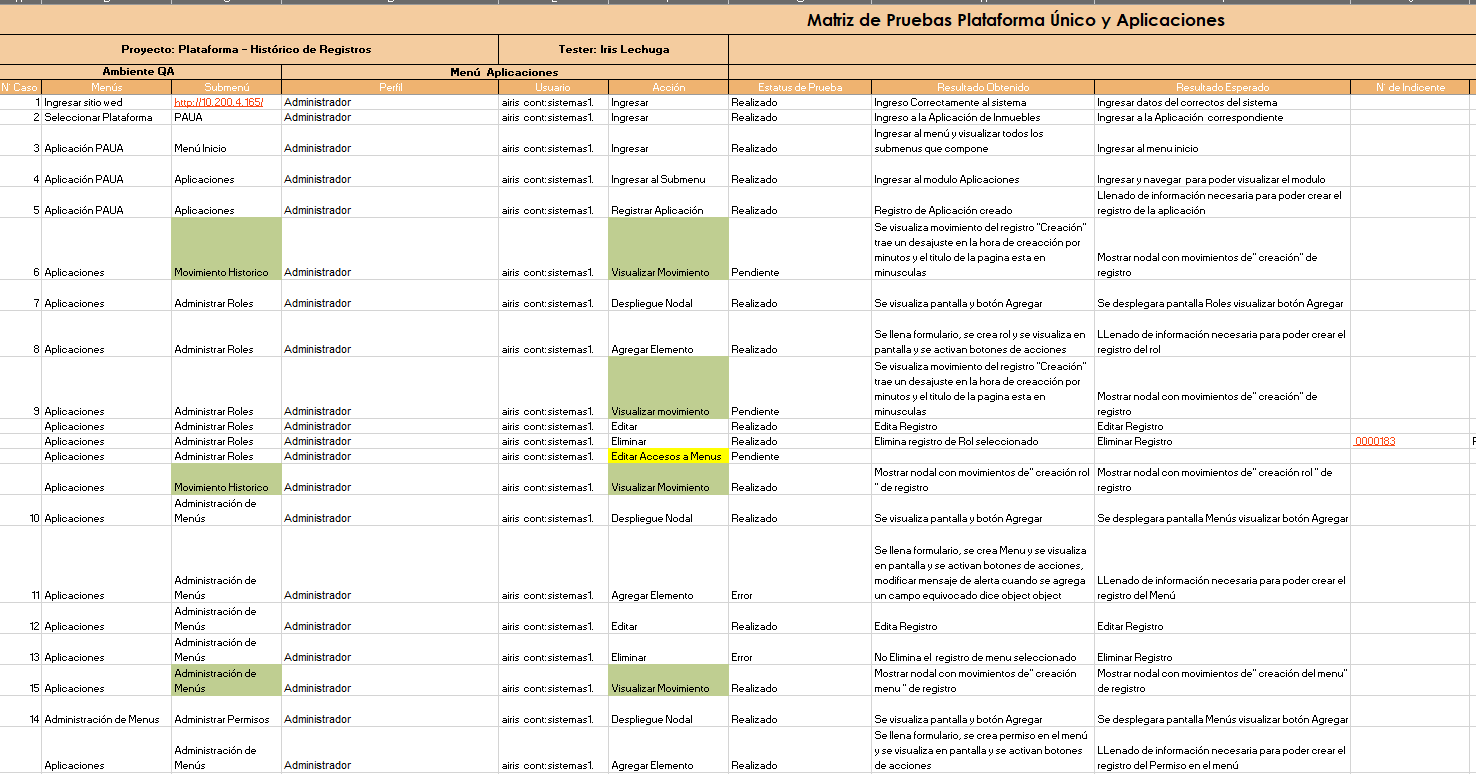 Matriz de Pruebas Plataforma Único y Aplicaciones
Proyecto: Plataforma - Histórico de Registros Tester: Iris Lechuga
Ambiente QA Menú Aplicaciones
N° Caso Menús Submenú Perfil Usuario Acción Estatus de Prueba Resultado Obtenido Resultado Esperado N° de Indicente
1 Ingresar sitio wed http://10.200.4.165/ Administrador airis cont:sistemas1. Ingresar Realizado Ingreso Correctamente al sistema Ingresar datos del correctos del sistema
2 Seleccionar Plataforma PAUA Administrador airis cont:sistemas1. Ingresar Realizado Ingreso a la Aplicación de Inmuebles Ingresar a la Aplicación correspondiente
Ingresar al menú y visualizar todos los
3 Aplicación PAUA Menú Inicio Administrador airis cont:sistemas1. Ingresar Realizado submenus que compone Ingresar al menu inicio
4 Aplicación PAUA Aplicaciones Administrador airis cont:sistemas1. Ingresar al Submenu Realizado Ingresar al modulo Aplicaciones Ingresar y navegar para poder visualizar el modulo
Llenado de información necesaria para poder crear el
5 Aplicación PAUA Aplicaciones Administrador airis cont:sistemas1. Registrar Aplicación Realizado Registro de Aplicación creado registro de la aplicación
Se visualiza movimiento del registro "Creación"
trae un desajuste en la hora de creacción por
minutos y el titulo de la pagina esta en Mostrar nodal con movimientos de" creación" de
6 Aplicaciones Movimiento Historico Administrador airis cont:sistemas1. Visualizar Movimiento Pendiente minusculas registro
7 Aplicaciones Administrar Roles Administrador airis cont:sistemas1. Despliegue Nodal Realizado Se visualiza pantalla y botón Agregar Se desplegara pantalla Roles visualizar botón Agregar
Se llena formulario, se crea rol y se visualiza en LLenado de información necesaria para poder crear el
8 Aplicaciones Administrar Roles Administrador airis cont:sistemas1. Agregar Elemento Realizado pantalla y se activan botones de acciones registro del rol
Se visualiza movimiento del registro "Creación"
trae un desajuste en la hora de creacción por
minutos y el titulo de la pagina esta en Mostrar nodal con movimientos de" creación" de
9 Aplicaciones Administrar Roles Administrador airis cont:sistemas1. Visualizar movimiento Pendiente minusculas registro
Aplicaciones Administrar Roles Administrador airis cont:sistemas1. Editar Realizado Edita Registro Editar Registro
Aplicaciones Administrar Roles Administrador airis cont:sistemas1. Eliminar Realizado Elimina registro de Rol seleccionado Eliminar Registro 0000183
Aplicaciones Administrar Roles Administrador airis cont:sistemas1. Editar Accesos a Menus Pendiente
Mostrar nodal con movimientos de" creación rol Mostrar nodal con movimientos de" creación rol " de
Aplicaciones Movimiento Historico Administrador airis cont:sistemas1. Visualizar Movimiento Realizado " de registro registro
Administración de
10 Aplicaciones Menús Administrador airis cont:sistemas1. Despliegue Nodal Realizado Se visualiza pantalla y botón Agregar Se desplegara pantalla Menús visualizar botón Agregar
Se llena formulario, se crea Menu y se visualiza
en pantalla y se activan botones de acciones,
Administración de modificar mensaje de alerta cuando se agrega LLenado de información necesaria para poder crear el
11 Aplicaciones Menús Administrador airis cont:sistemas1. Agregar Elemento Error un campo equivocado dice object object registro del Menú
Administración de
12 Aplicaciones Menús Administrador airis cont:sistemas1. Editar Realizado Edita Registro Editar Registro
Administración de
13 Aplicaciones Menús Administrador airis cont:sistemas1. Eliminar Error No Elimina el registro de menu seleccionado Eliminar Registro
Administración de Mostrar nodal con movimientos de" creación Mostrar nodal con movimientos de" creación del menu"
15 Aplicaciones Menús Administrador airis cont:sistemas1. Visualizar Movimiento Realizado menu " de registro de registro
14 Administración de Menus Administrar Permisos Administrador airis cont:sistemas1. Despliegue Nodal Realizado Se visualiza pantalla y botón Agregar Se desplegara pantalla Menús visualizar botón Agregar
Se llena formulario, se crea permiso en el menú
Administración de y se visualiza en pantalla y se activan botones LLenado de información necesaria para poder crear el
Aplicaciones Menús Administrador airis cont:sistemas1. Agregar Elemento Realizado de acciones registro del Permiso en el menú